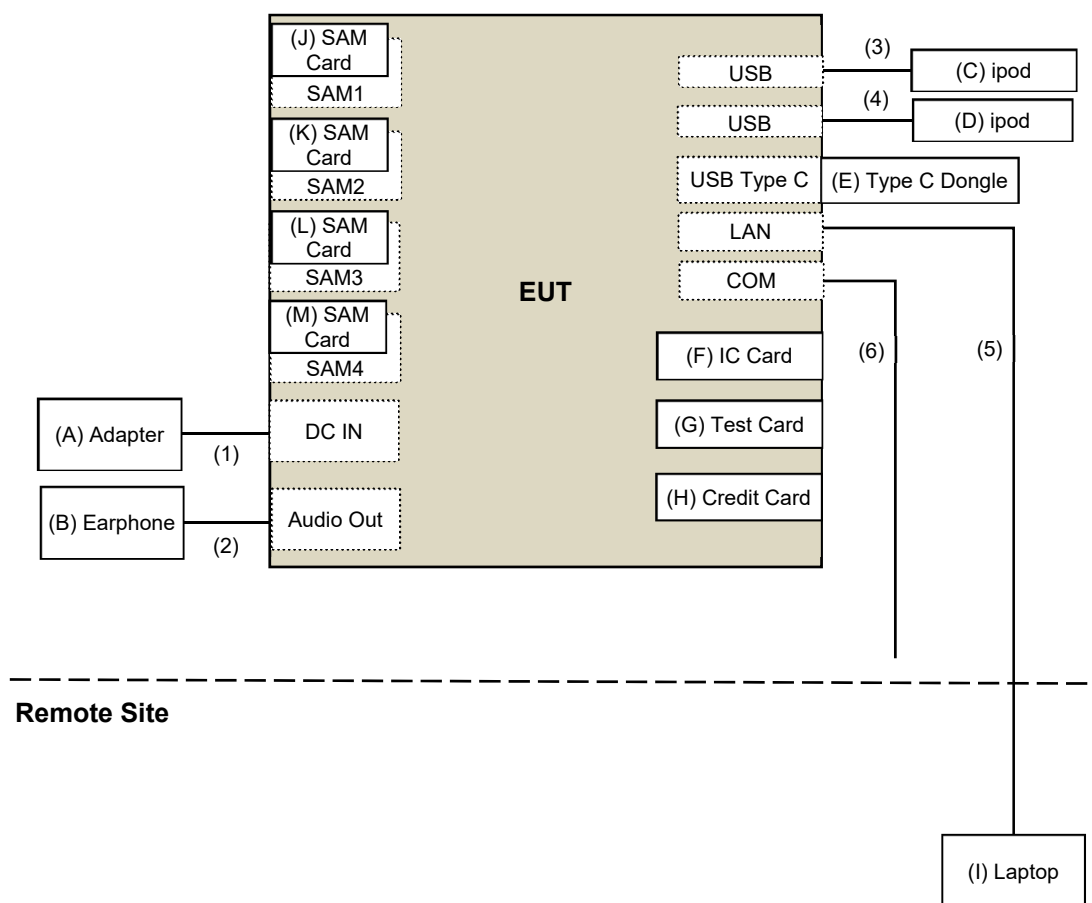 (J) SAM
Card
SAM1
(K) SAM
Card
SAM2
(L) SAM
Card
SAM3
(M) SAM
Card
SAM4
(A) Adapter
(1)
DC IN
(B) Earphone
(2)
Audio Out
EUT
USB
(3)
(C) ipod
USB
(4)
(D) ipod
USB Type C
(E) Type C Dongle
LAN
COM
(F) IC Card
(6)
(5)
(G) Test Card
(H) Credit Card
Remote Site
(I) Laptop